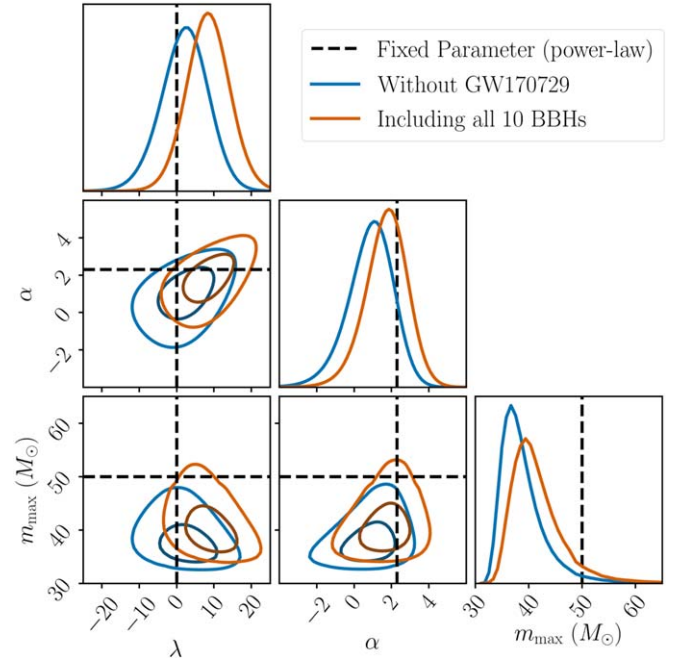 Fixed Parameter (power-law)
Without GW170729
Including all 10 BBHs
4
2
0
−2
α
60
50
40
30
m_max (M_⊙)
−20 −10 0 10 20
λ
−2 0 2 4
α
30 40 50 60
m_max (M_⊙)